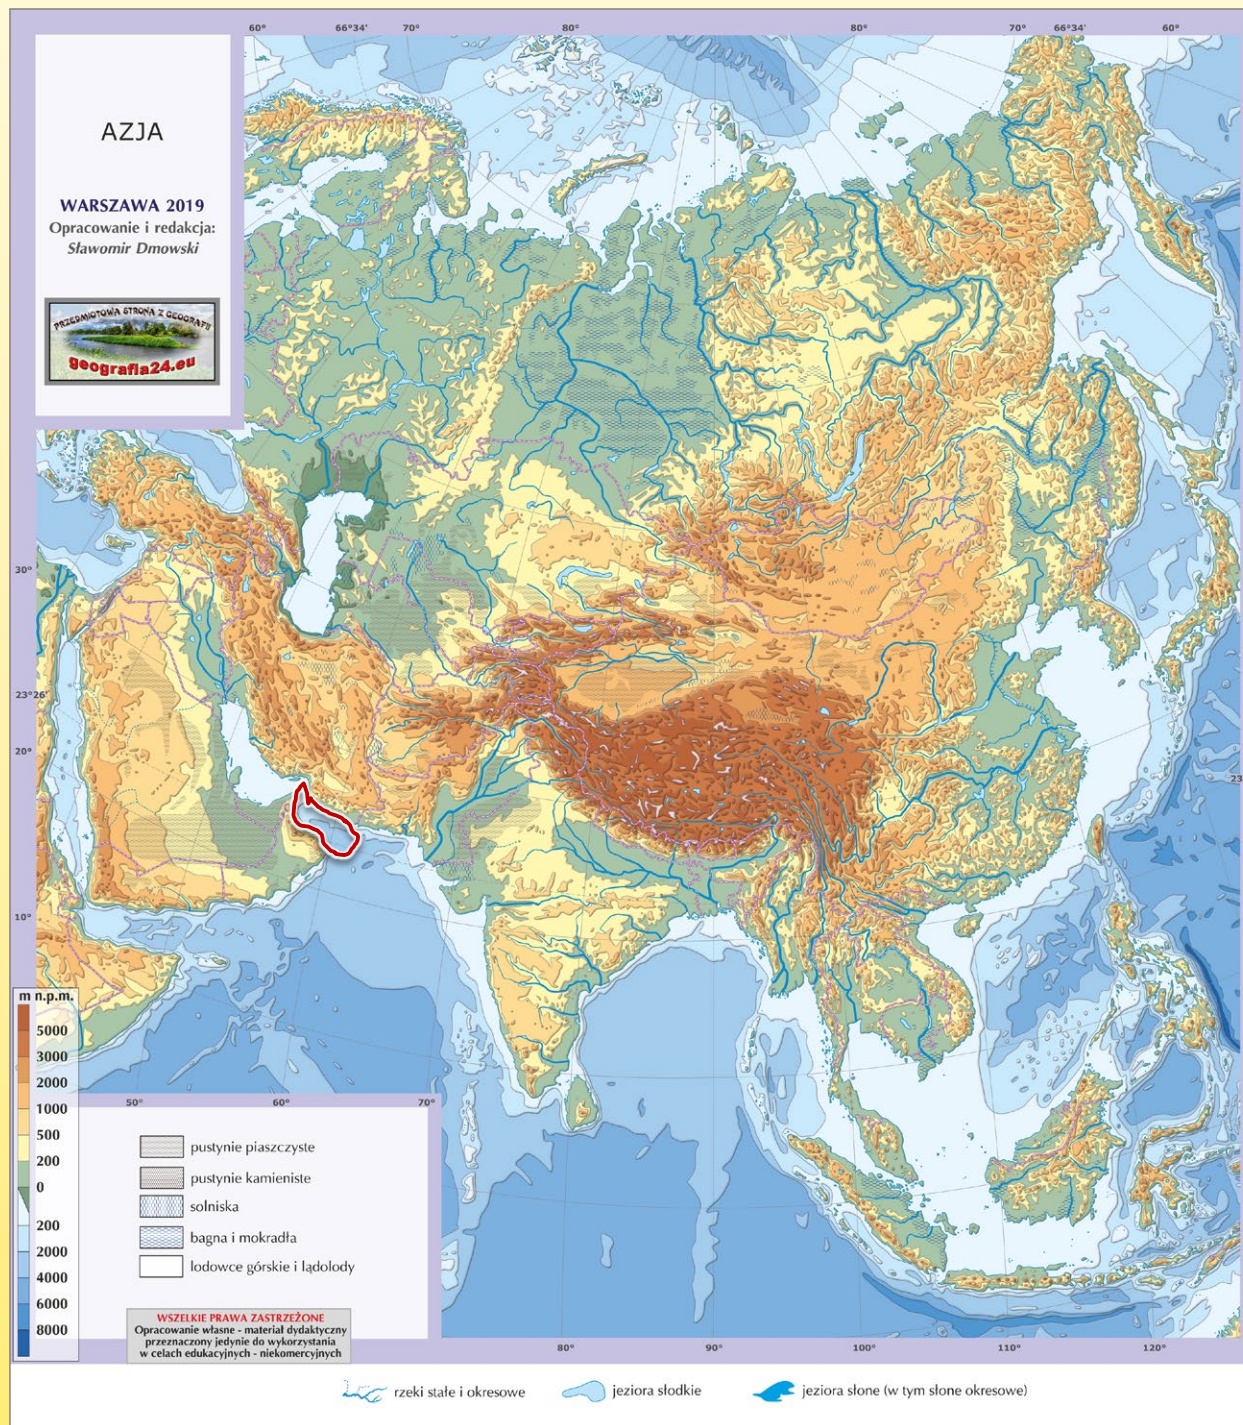 60° 66°34' 70° 80° 80° 70° 66°34' 60°
AZJA
WARSZAWA 2019
Opracowanie i redakcja:
Sławomir Dmowski
PRZEDMIOTOWA STRONA Z GEOGRAFII
geografia24.eu
30°
23°26'
20°
23
10°
m n.p.m.
5000
3000
2000
1000
500
200
0
200
2000
4000
6000
8000
50° 60° 70°
pustynie piaszczyste
pustynie kamieniste
solniska
bagna i mokradła
lodowce górskie i lądolody
WSZELKIE PRAWA ZASTRZEŻONE
Opracowanie własne - materiał dydaktyczny
przeznaczony jedynie do wykorzystania
w celach edukacyjnych - niekomercyjnych
80° 90° 100° 110° 120°
rzeki stałe i okresowe
jeziora słodkie
jeziora słone (w tym słone okresowe)